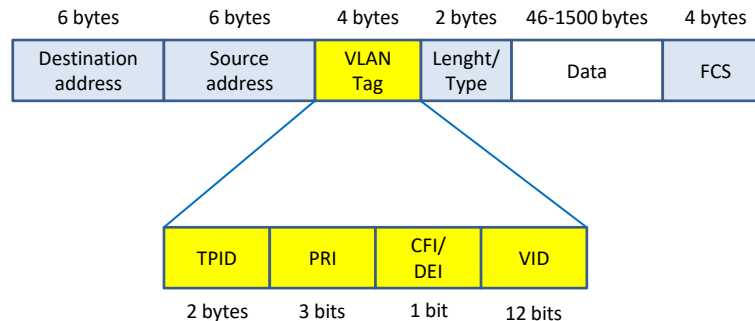 6 bytes 6 bytes 4 bytes 2 bytes 46-1500 bytes 4 bytes
Destination address
Source address
VLAN Tag
Lenght/ Type
Data
FCS
TPID
PRI
CFI/ DEI
VID
2 bytes 3 bits 1 bit 12 bits